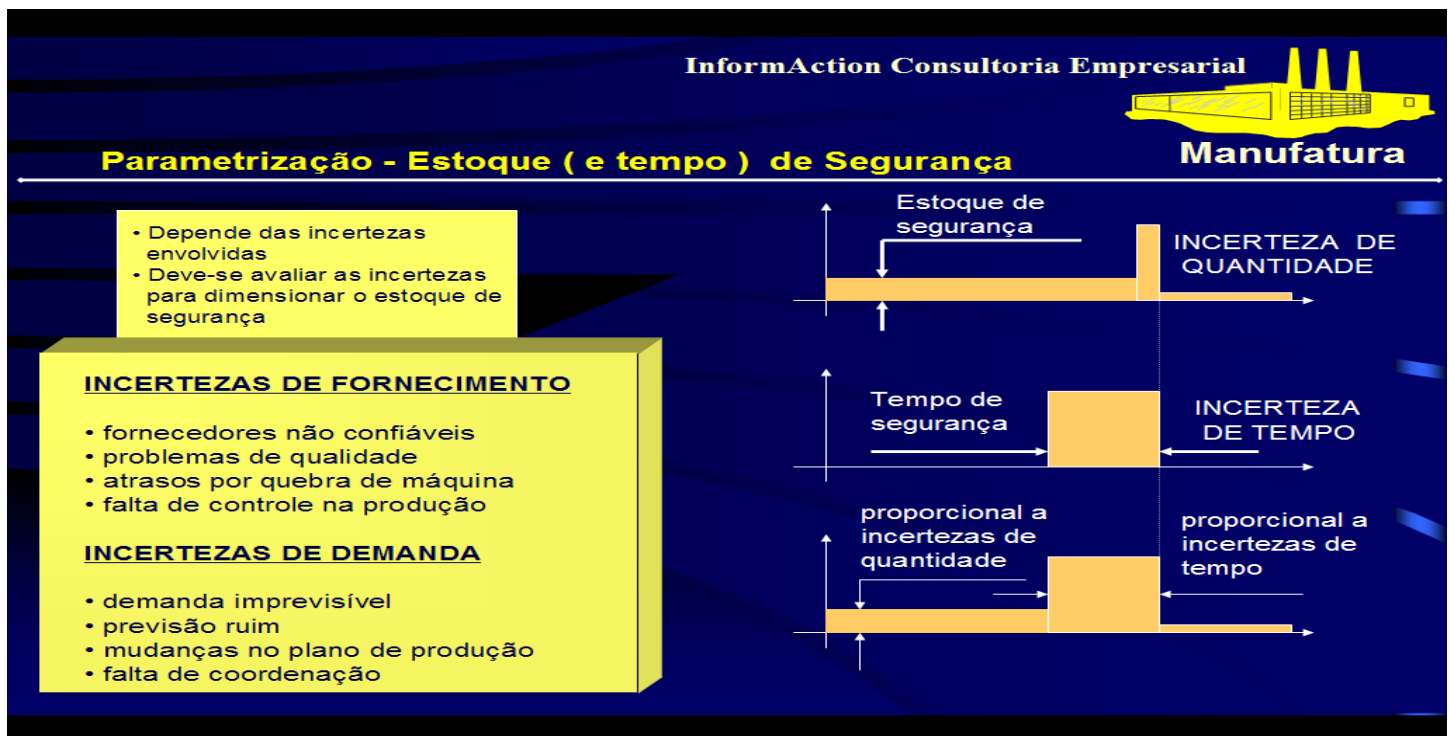 InformAction Consultoria Empresarial
Manufatura
Parametrização - Estoque ( e tempo ) de Segurança
• Depende das incertezas
envolvidas
• Deve-se avaliar as incertezas
para dimensionar o estoque de
segurança
INCERTEZAS DE FORNECIMENTO
• fornecedores não confiáveis
• problemas de qualidade
• atrasos por quebra de máquina
• falta de controle na produção
INCERTEZAS DE DEMANDA
• demanda imprevisível
• previsão ruim
• mudanças no plano de produção
• falta de coordenação
Estoque de
segurança
INCERTEZA DE
QUANTIDADE
Tempo de
segurança
INCERTEZA
DE TEMPO
proporcional a
incertezas de
quantidade
proporcional a
incertezas de
tempo